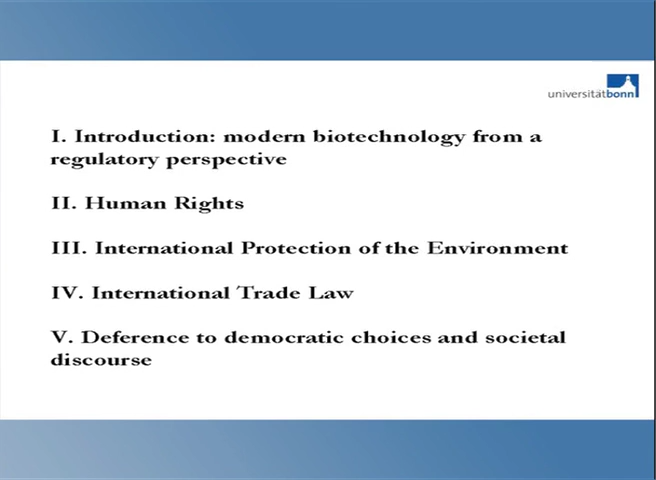 universitätbonn
I. Introduction: modern biotechnology from a
regulatory perspective
II. Human Rights
III. International Protection of the Environment
IV. International Trade Law
V. Deference to democratic choices and societal
discourse